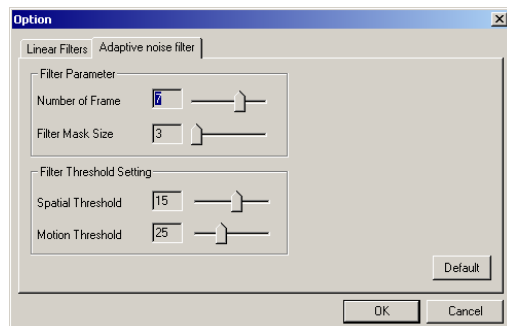 Option
Linear Filters Adaptive noise filter
Filter Parameter
Number of Frame 7
Filter Mask Size 3
Filter Threshold Setting
Spatial Threshold 15
Motion Threshold 25
Default
OK Cancel